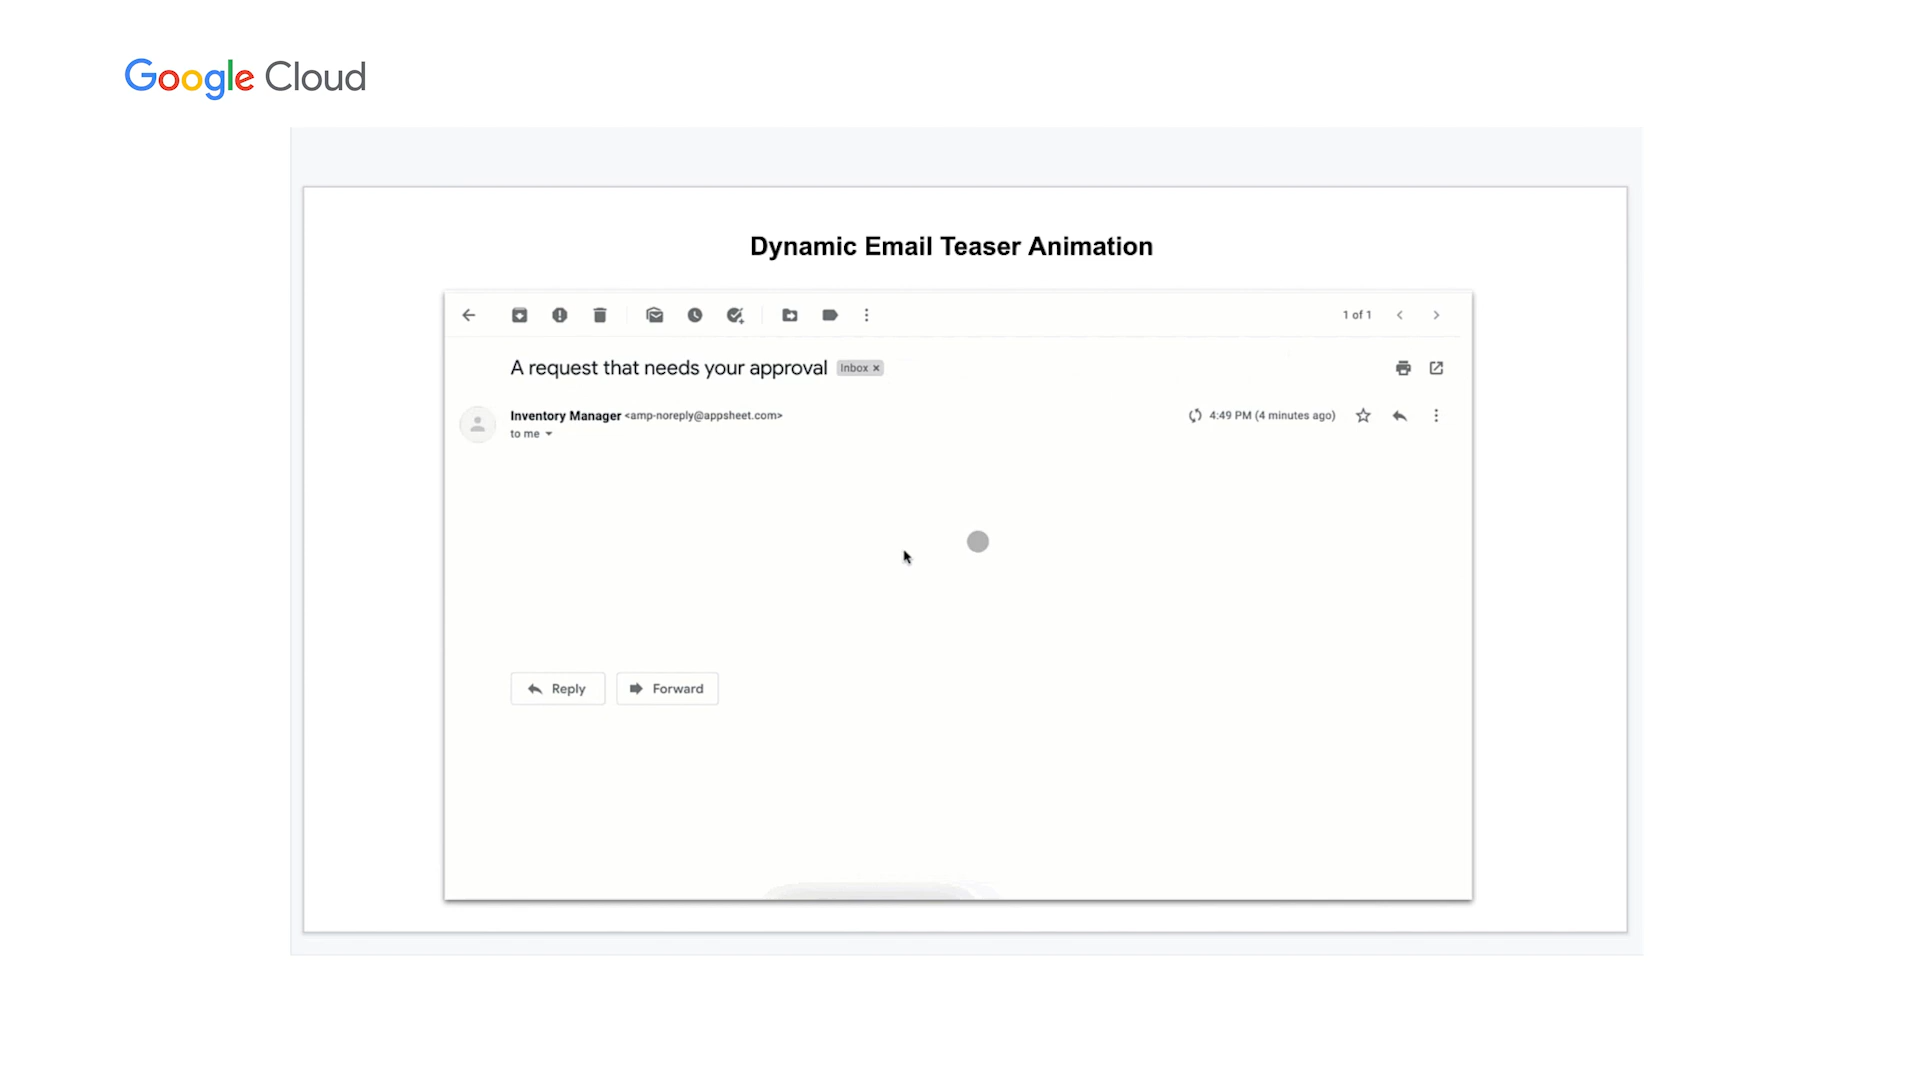 Google Cloud
Dynamic Email Teaser Animation
1 of 1
A request that needs your approval Inbox x
Inventory Manager <amp-noreply@appsheet.com> 4:49 PM (4 minutes ago)
to me
Reply Forward